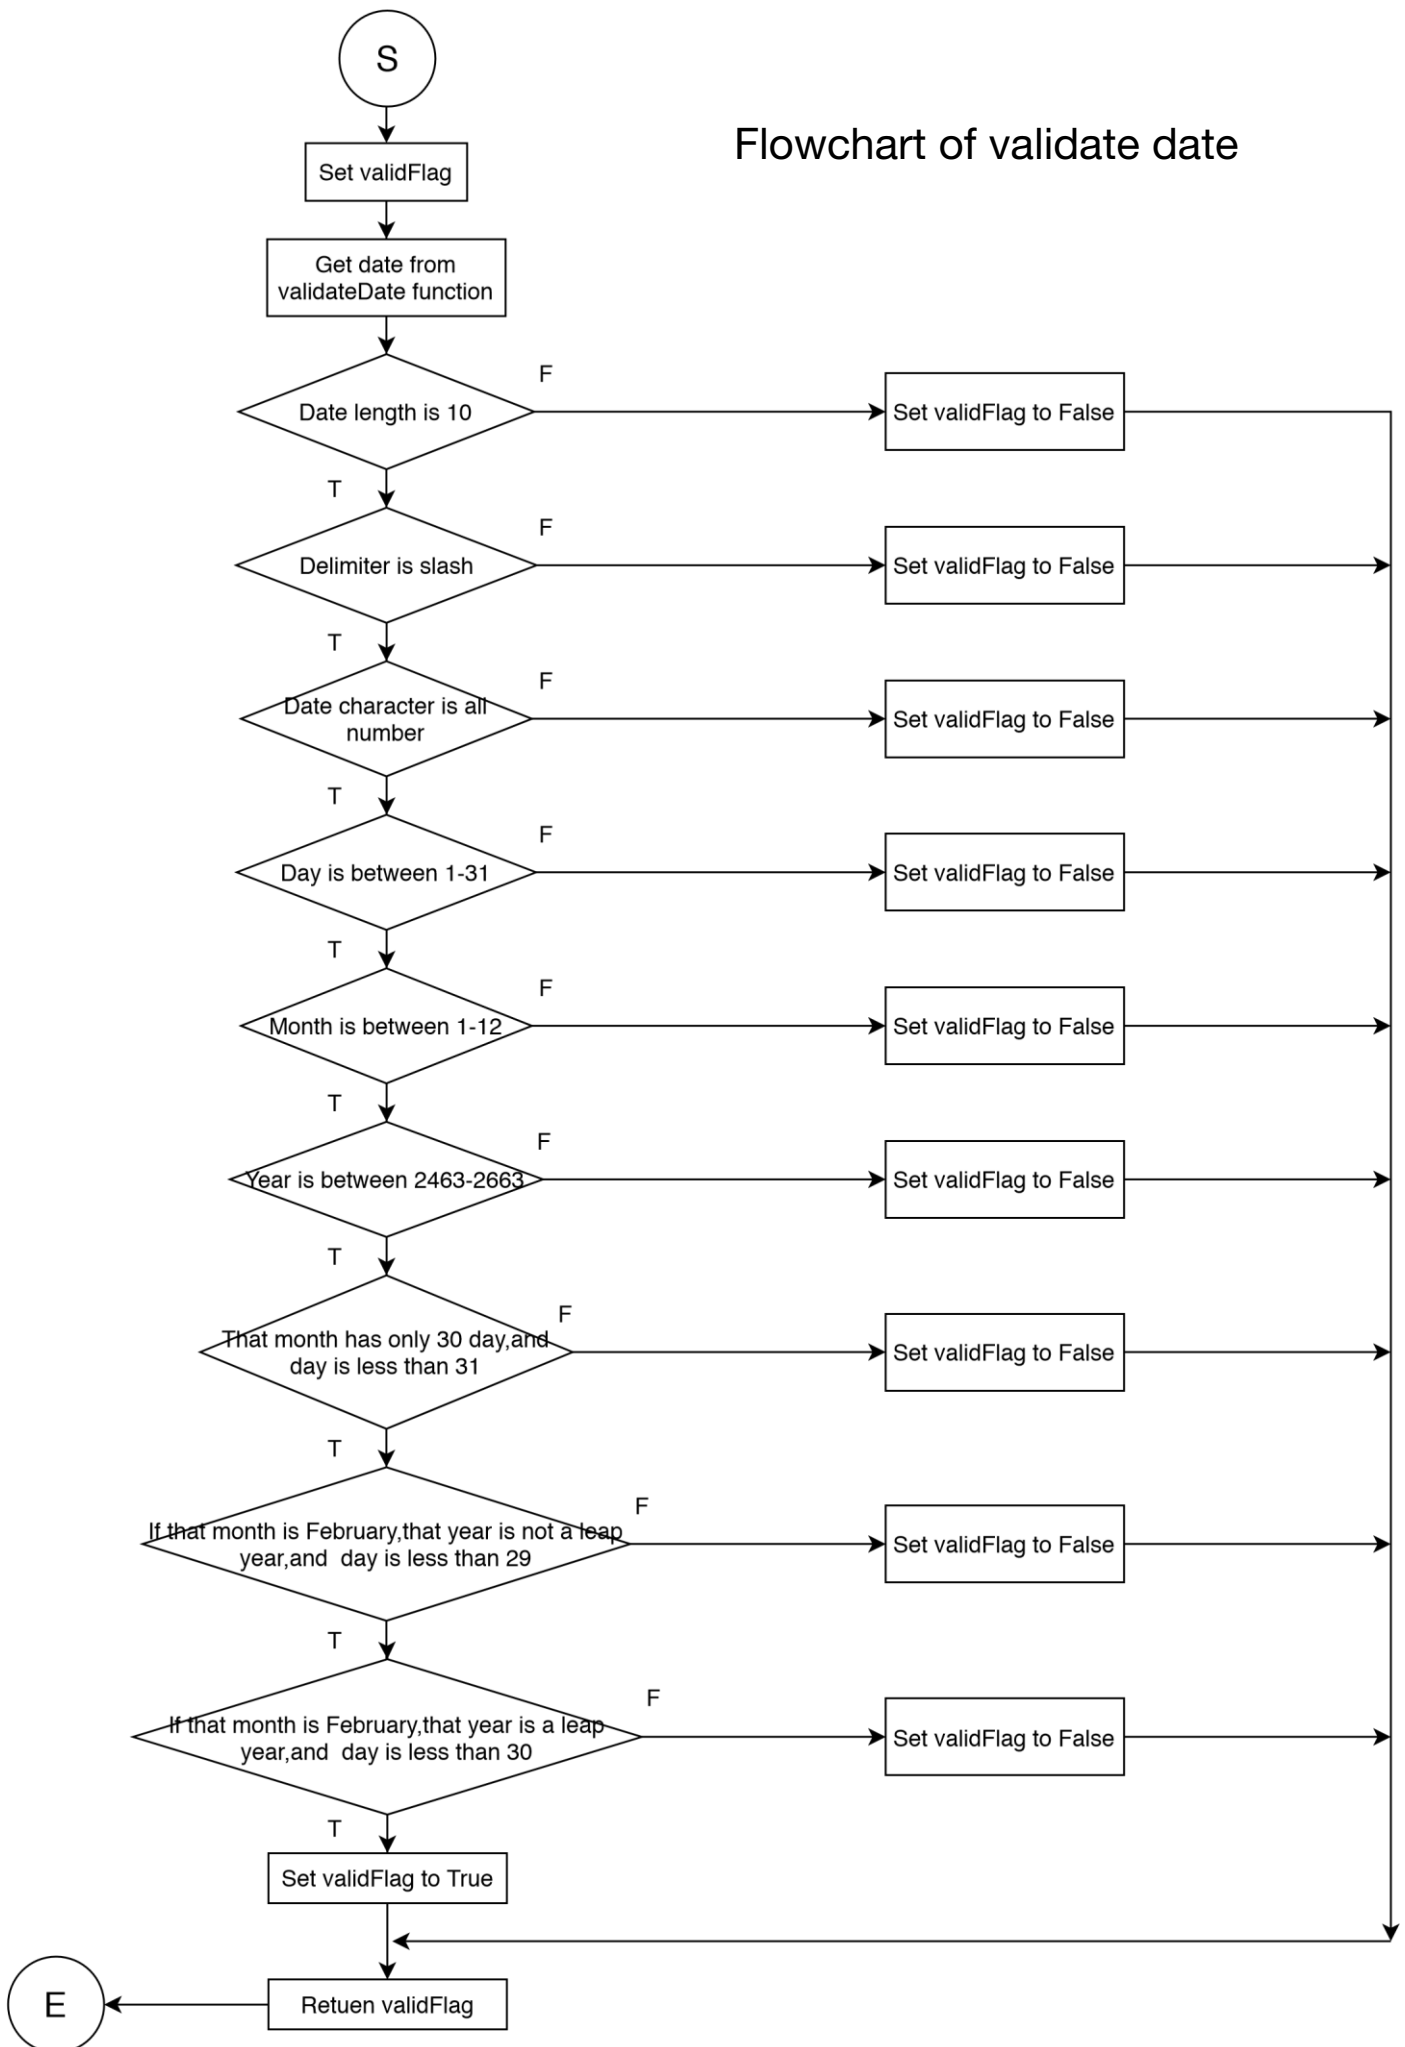 S
Flowchart of validate date
Set validFlag
Get date from
validateDate function
F
Date length is 10
Set validFlag to False
T
F
Delimiter is slash
Set validFlag to False
T
F
Date character is all
number
Set validFlag to False
T
F
Day is between 1-31
Set validFlag to False
T
F
Month is between 1-12
Set validFlag to False
T
F
Year is between 2463-2663
Set validFlag to False
T
F
That month has only 30 day,and
day is less than 31
Set validFlag to False
T
F
If that month is February,that year is not a leap
year,and  day is less than 29
Set validFlag to False
T
F
If that month is February,that year is a leap
year,and  day is less than 30
Set validFlag to False
T
Set validFlag to True
Retuen validFlag
E